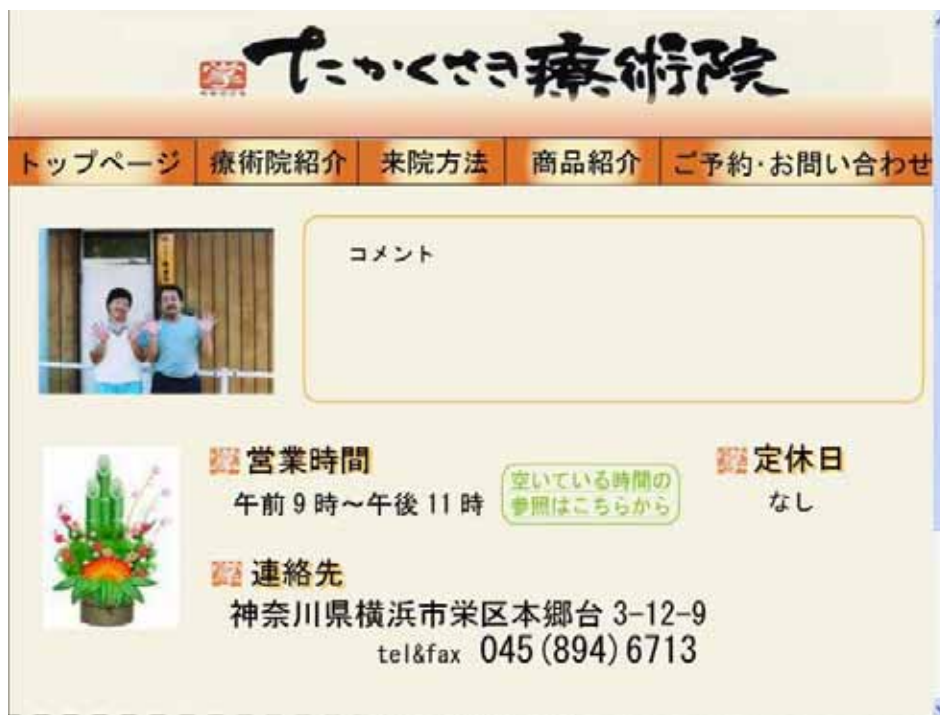 てたかくさき療術院
トップページ 療術院紹介 来院方法 商品紹介 ご予約・お問い合わせ
コメント
営業時間
午前9時～午後11時
空いている時間の
参照はこちらから
定休日
なし
連絡先
神奈川県横浜市栄区本郷台3-12-9
tel&fax 045(894)6713